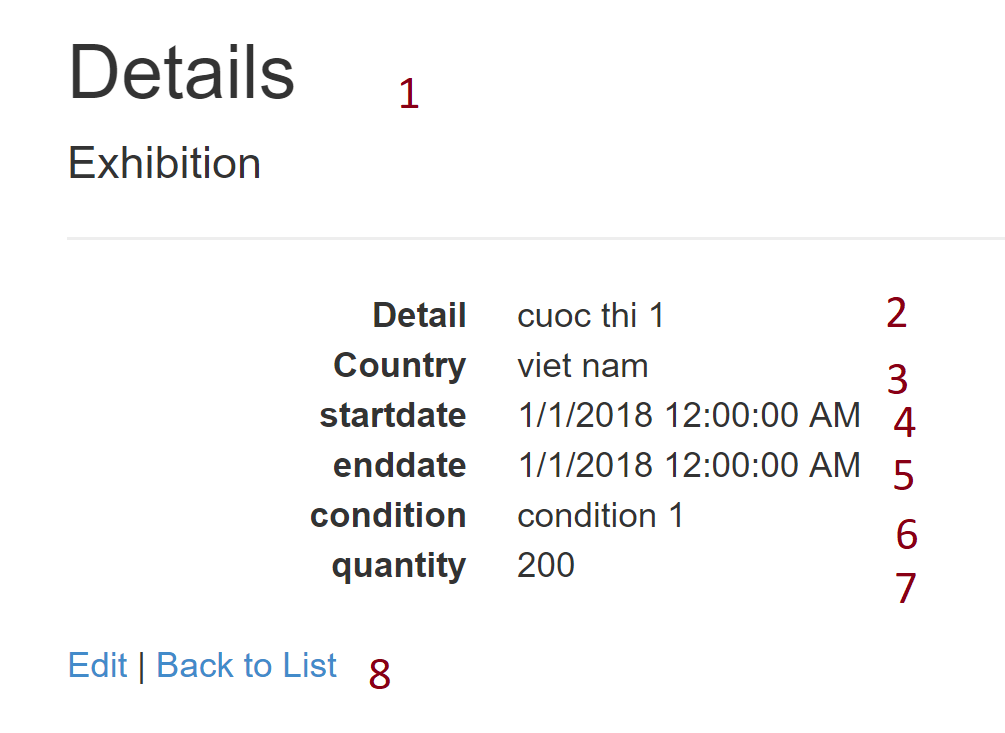 Details 1
Exhibition
Detail cuoc thi 1 2
Country viet nam 3
startdate 1/1/2018 12:00:00 AM 4
enddate 1/1/2018 12:00:00 AM 5
condition condition 1 6
quantity 200 7
Edit | Back to List 8